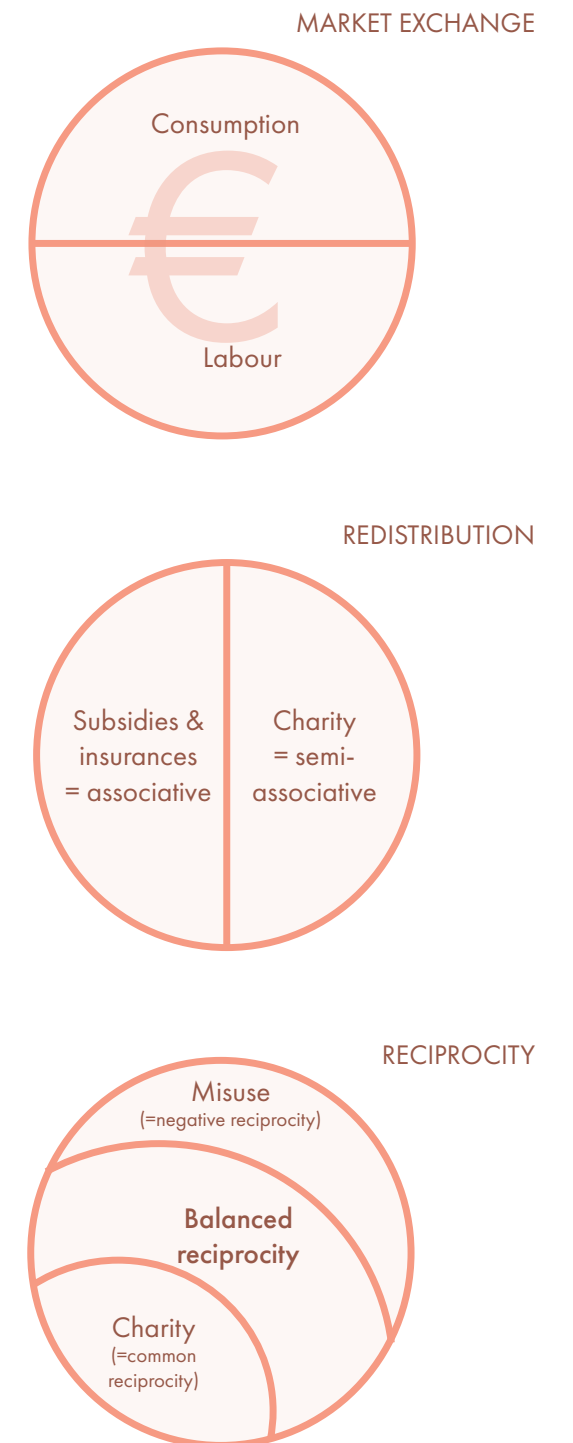 MARKET EXCHANGE
Consumption
€
Labour
REDISTRIBUTION
Subsidies &
insurances
= associative
Charity
= semi-
associative
RECIPROCITY
Misuse
(=negative reciprocity)
Balanced
reciprocity
Charity
(=common
reciprocity)